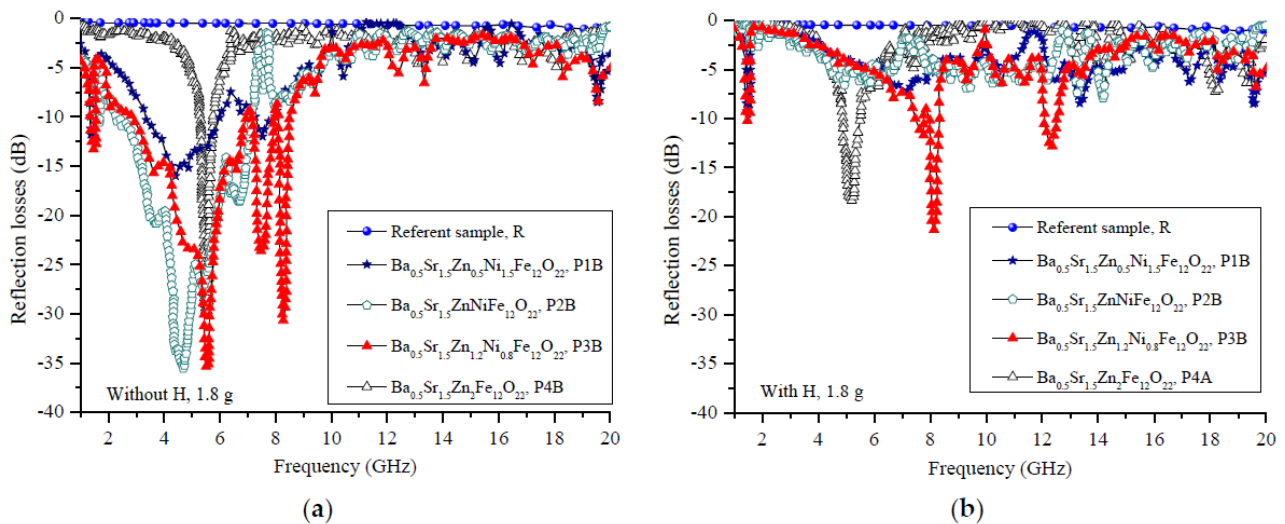 0
-5
-10
-15
-20
-25
-30
-35
-40
Reflection losses (dB)
Referent sample, R
Ba0.5Sr1.5Zn0.5Ni1.5Fe12O22, P1B
Ba0.5Sr1.5ZnNiFe12O22, P2B
Ba0.5Sr1.5Zn1.2Ni0.8Fe12O22, P3B
Ba0.5Sr1.5Zn2Fe12O22, P4B
Without H, 1.8 g
2 4 6 8 10 12 14 16 18 20
Frequency (GHz)
(a)
0
-5
-10
-15
-20
-25
-30
-35
-40
Reflection losses (dB)
Referent sample, R
Ba0.5Sr1.5Zn0.5Ni1.5Fe12O22, P1B
Ba0.5Sr1.5ZnNiFe12O22, P2B
Ba0.5Sr1.5Zn1.2Ni0.8Fe12O22, P3B
Ba0.5Sr1.5Zn2Fe12O22, P4A
With H, 1.8 g
2 4 6 8 10 12 14 16 18 20
Frequency (GHz)
(b)